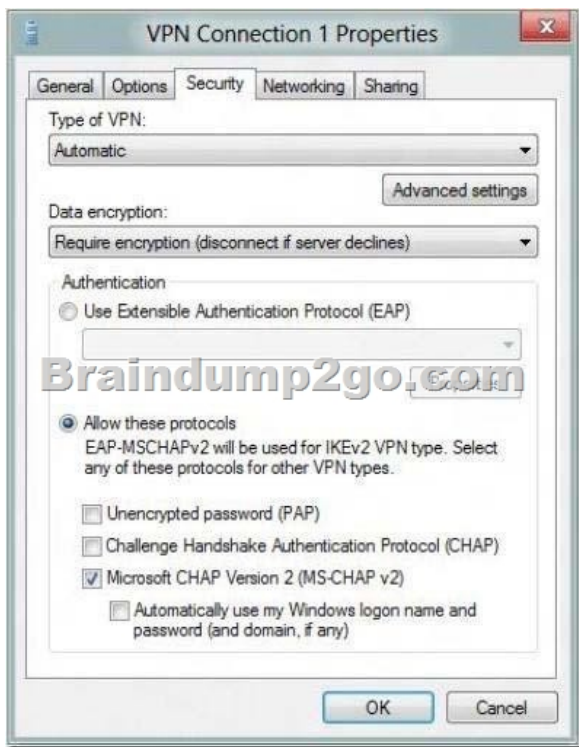 VPN Connection 1 Properties
General Options Security Networking Sharing
Type of VPN:
Automatic
Advanced settings
Data encryption:
Require encryption (disconnect if server declines)
Authentication
Use Extensible Authentication Protocol (EAP)
Braindump2go.com
Properties
Allow these protocols
EAP-MSCHAPv2 will be used for IKEv2 VPN type. Select
any of these protocols for other VPN types.
Unencrypted password (PAP)
Challenge Handshake Authentication Protocol (CHAP)
Microsoft CHAP Version 2 (MS-CHAP v2)
Automatically use my Windows logon name and
password (and domain, if any)
OK Cancel